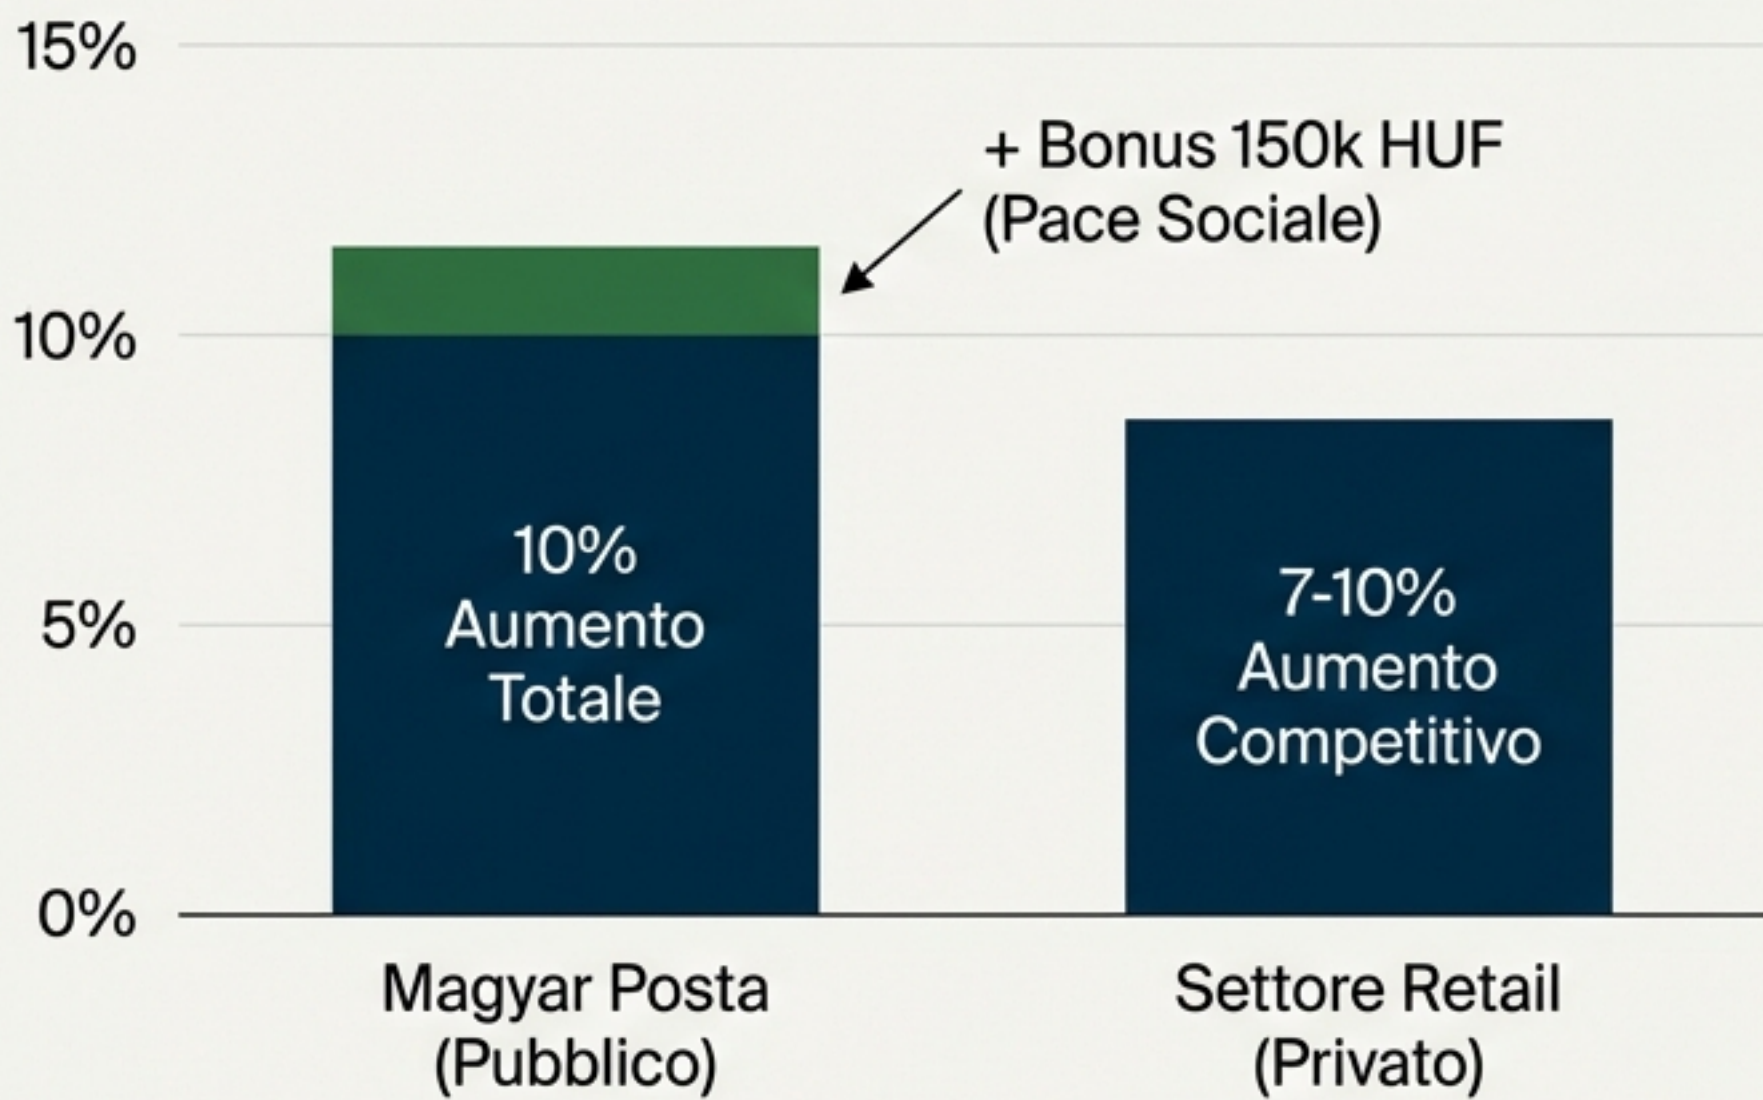 15%
+ Bonus 150k HUF
(Pace Sociale)
10%
10%
Aumento
Totale
7-10%
Aumento
Competitivo
5%
0%
Magyar Posta
(Pubblico)
Settore Retail
(Privato)